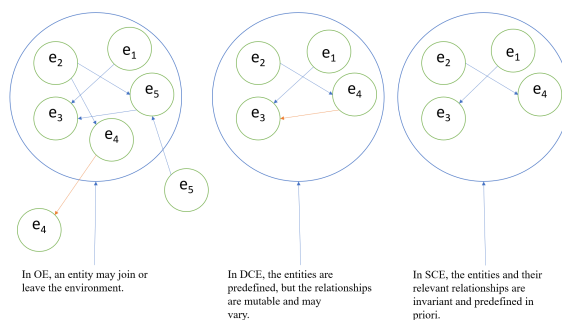 e2
e1
e5
e3
e4
e5
e4
e2
e1
e4
e3
e2
e1
e4
e3
In OE, an entity may join or
leave the environment.
In DCE, the entities are
predefined, but the relationships
are mutable and may
vary.
In SCE, the entities and their
relevant relationships are
invariant and predefined in
priori.